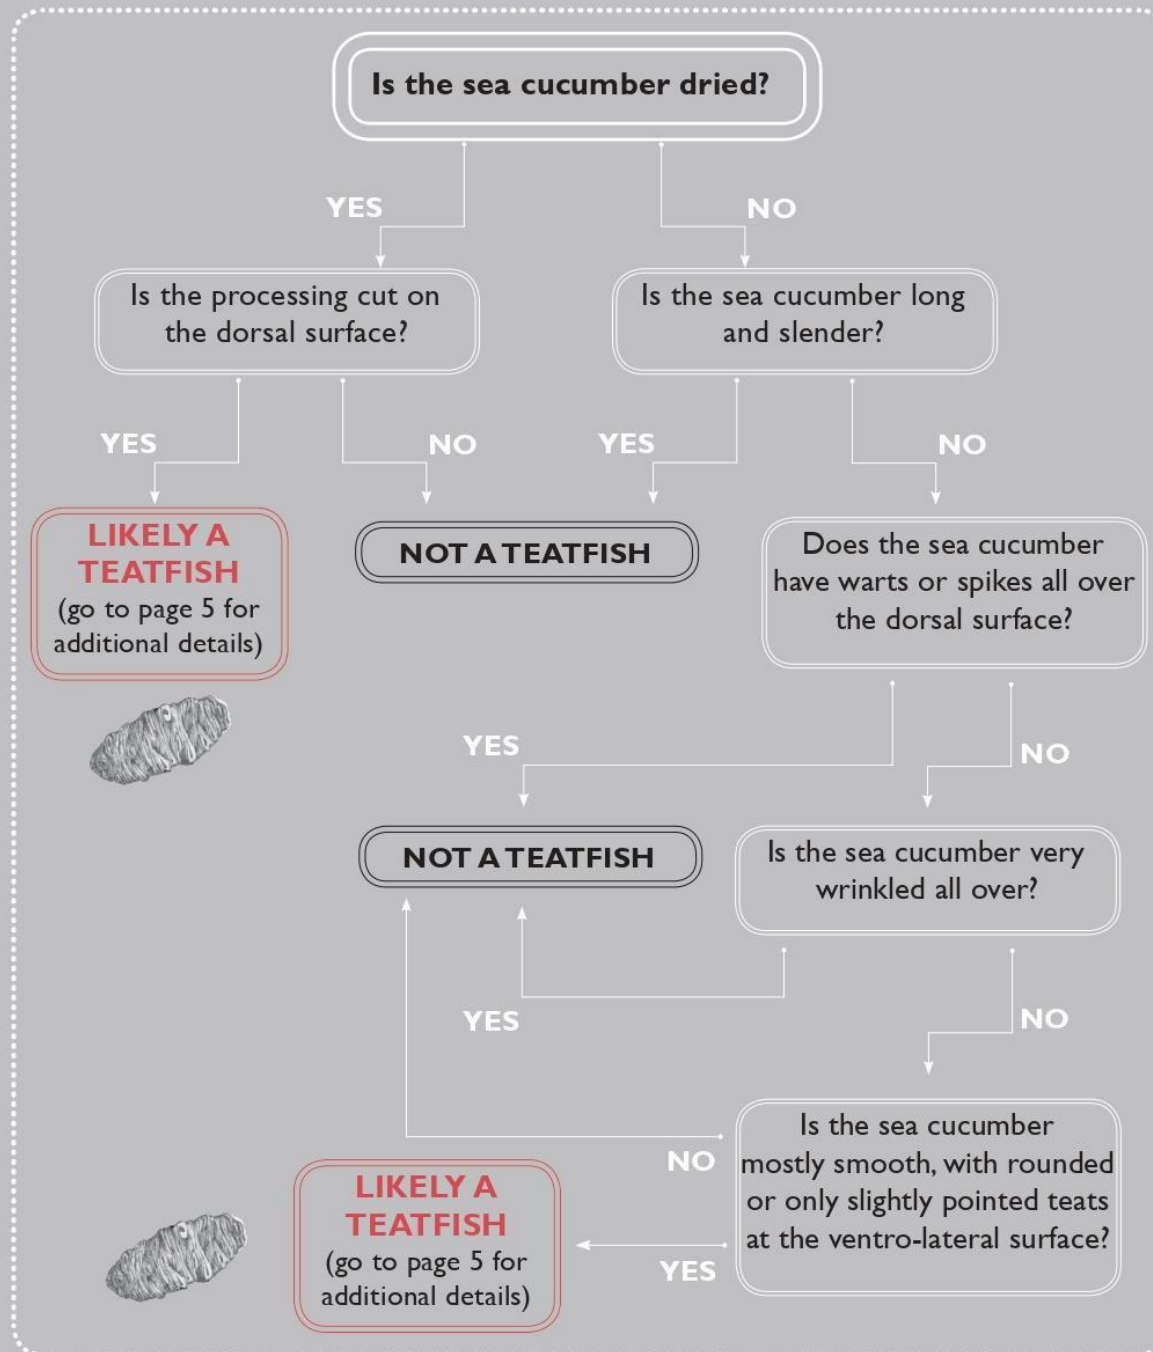 Is the sea cucumber dried?
YES
NO
Is the processing cut on
the dorsal surface?
Is the sea cucumber long
and slender?
YES
NO
YES
NO
LIKELY A
TEATFISH
(go to page 5 for
additional details)
NOT A TEATFISH
Does the sea cucumber
have warts or spikes all over
the dorsal surface?
YES
NO
NOT A TEATFISH
Is the sea cucumber very
wrinkled all over?
YES
NO
Is the sea cucumber
mostly smooth, with rounded
or only slightly pointed teats
at the ventro-lateral surface?
NO
YES
LIKELY A
TEATFISH
(go to page 5 for
additional details)